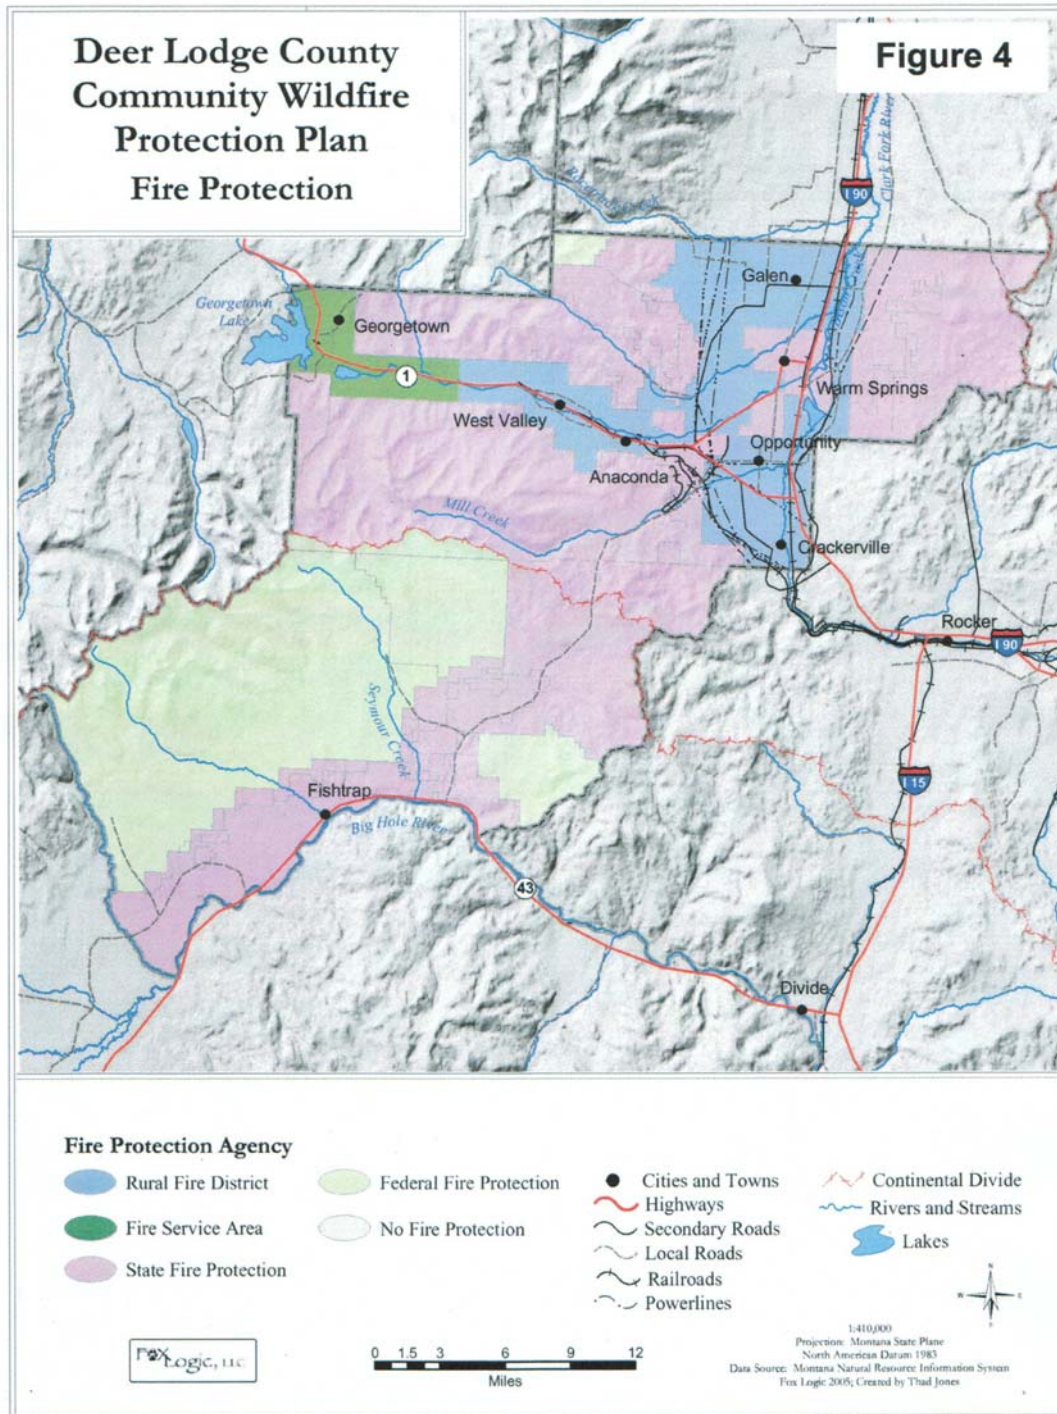 Deer Lodge County
Community Wildfire
Protection Plan
Fire Protection
Figure 4
Clark Fork River
I 90
Galen
Georgetown
Lake
Georgetown
1
Warm Springs
West Valley
Opportunity
Anaconda
Mill Creek
Crackerville
Rocker
I 90
Seymour Creek
I 15
Fishtrap
Big Hole River
43
Divide
Fire Protection Agency
Rural Fire District
Fire Service Area
State Fire Protection
Federal Fire Protection
No Fire Protection
Cities and Towns
Highways
Secondary Roads
Local Roads
Railroads
Powerlines
Continental Divide
Rivers and Streams
Lakes
N
W
E
Fox Logic, LLC
0 1.5 3 6 9 12
Miles
1:410,000
Projection: Montana State Plane
North American Datum 1983
Data Source: Montana Natural Resource Information System
Fox Logic 2005; Created by Thad Jones